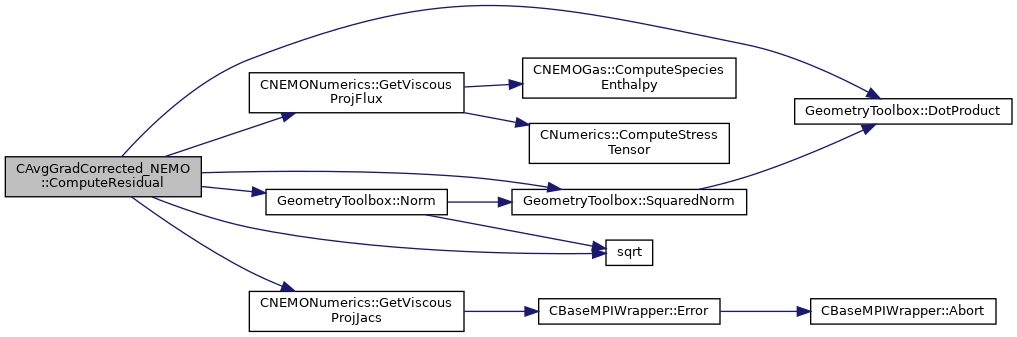 CAvgGradCorrected_NEMO
::ComputeResidual
CNEMONumerics::GetViscous
ProjFlux
CNEMOGas::ComputeSpecies
Enthalpy
CNumerics::ComputeStress
Tensor
GeometryToolbox::DotProduct
GeometryToolbox::Norm
GeometryToolbox::SquaredNorm
sqrt
CNEMONumerics::GetViscous
ProjJacs
CBaseMPIWrapper::Error
CBaseMPIWrapper::Abort